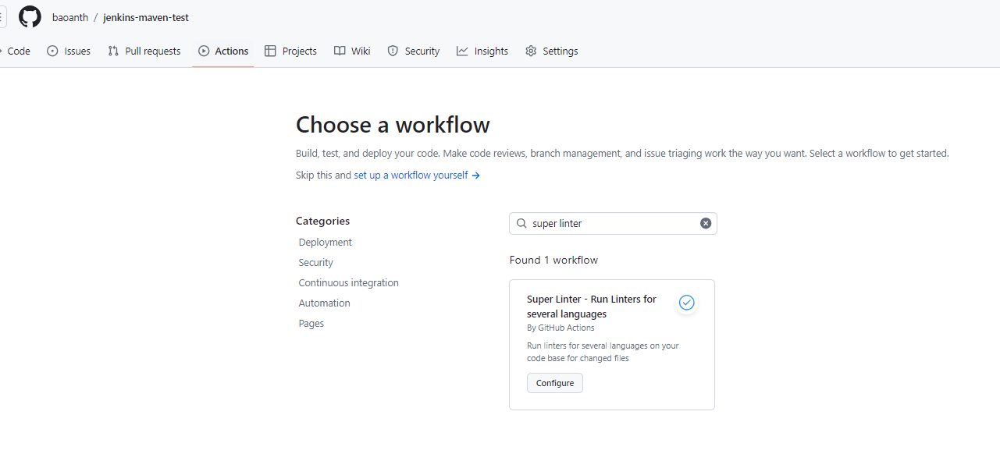 baoanth / jenkins-maven-test
Code Issues Pull requests Actions Projects Wiki Security Insights Settings
Choose a workflow
Build, test, and deploy your code. Make code reviews, branch management, and issue triaging work the way you want. Select a workflow to get started.
Skip this and set up a workflow yourself →
Categories
Deployment
Security
Continuous integration
Automation
Pages
super linter
Found 1 workflow
Super Linter - Run Linters for
several languages
By GitHub Actions
Run linters for several languages on your
code base for changed files
Configure